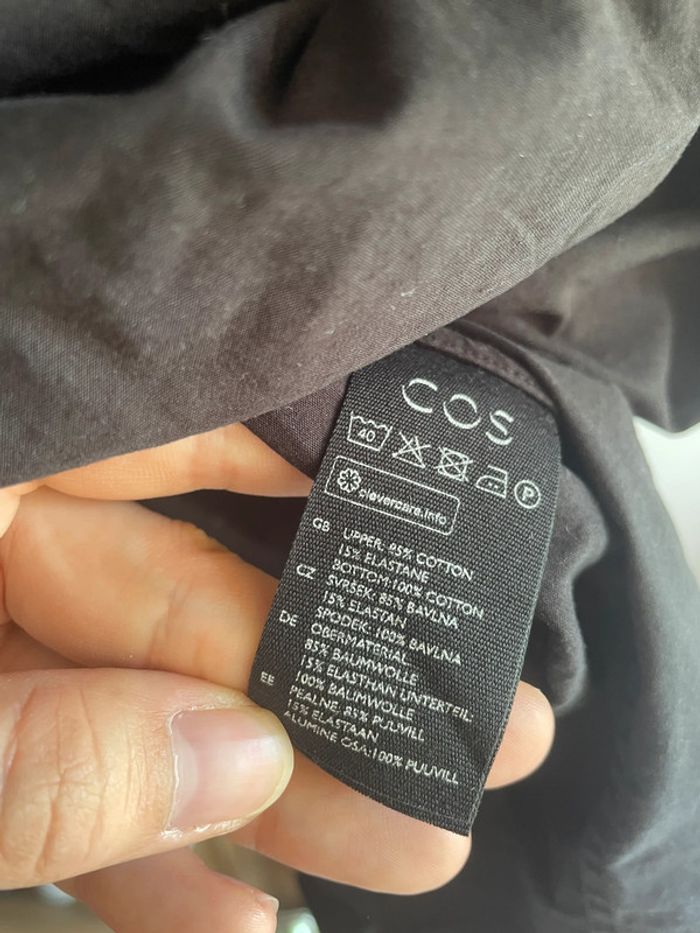 COS
40 P
clevercare.info
GB UPPER: 85% COTTON
15% ELASTANE
BOTTOM:100% COTTON
CZ SVRŠEK: 85% BAVLNA
15% ELASTAN
SPODEK: 100% BAVLNA
DE OBERMATERIAL
85% BAUMWOLLE
15% ELASTHAN UNTERTEIL:
100% BAUMWOLLE
EE PEALINE: 85% PUUVILL
15% ELASTAAN
ALUMINE OSA:100% PUUVILL